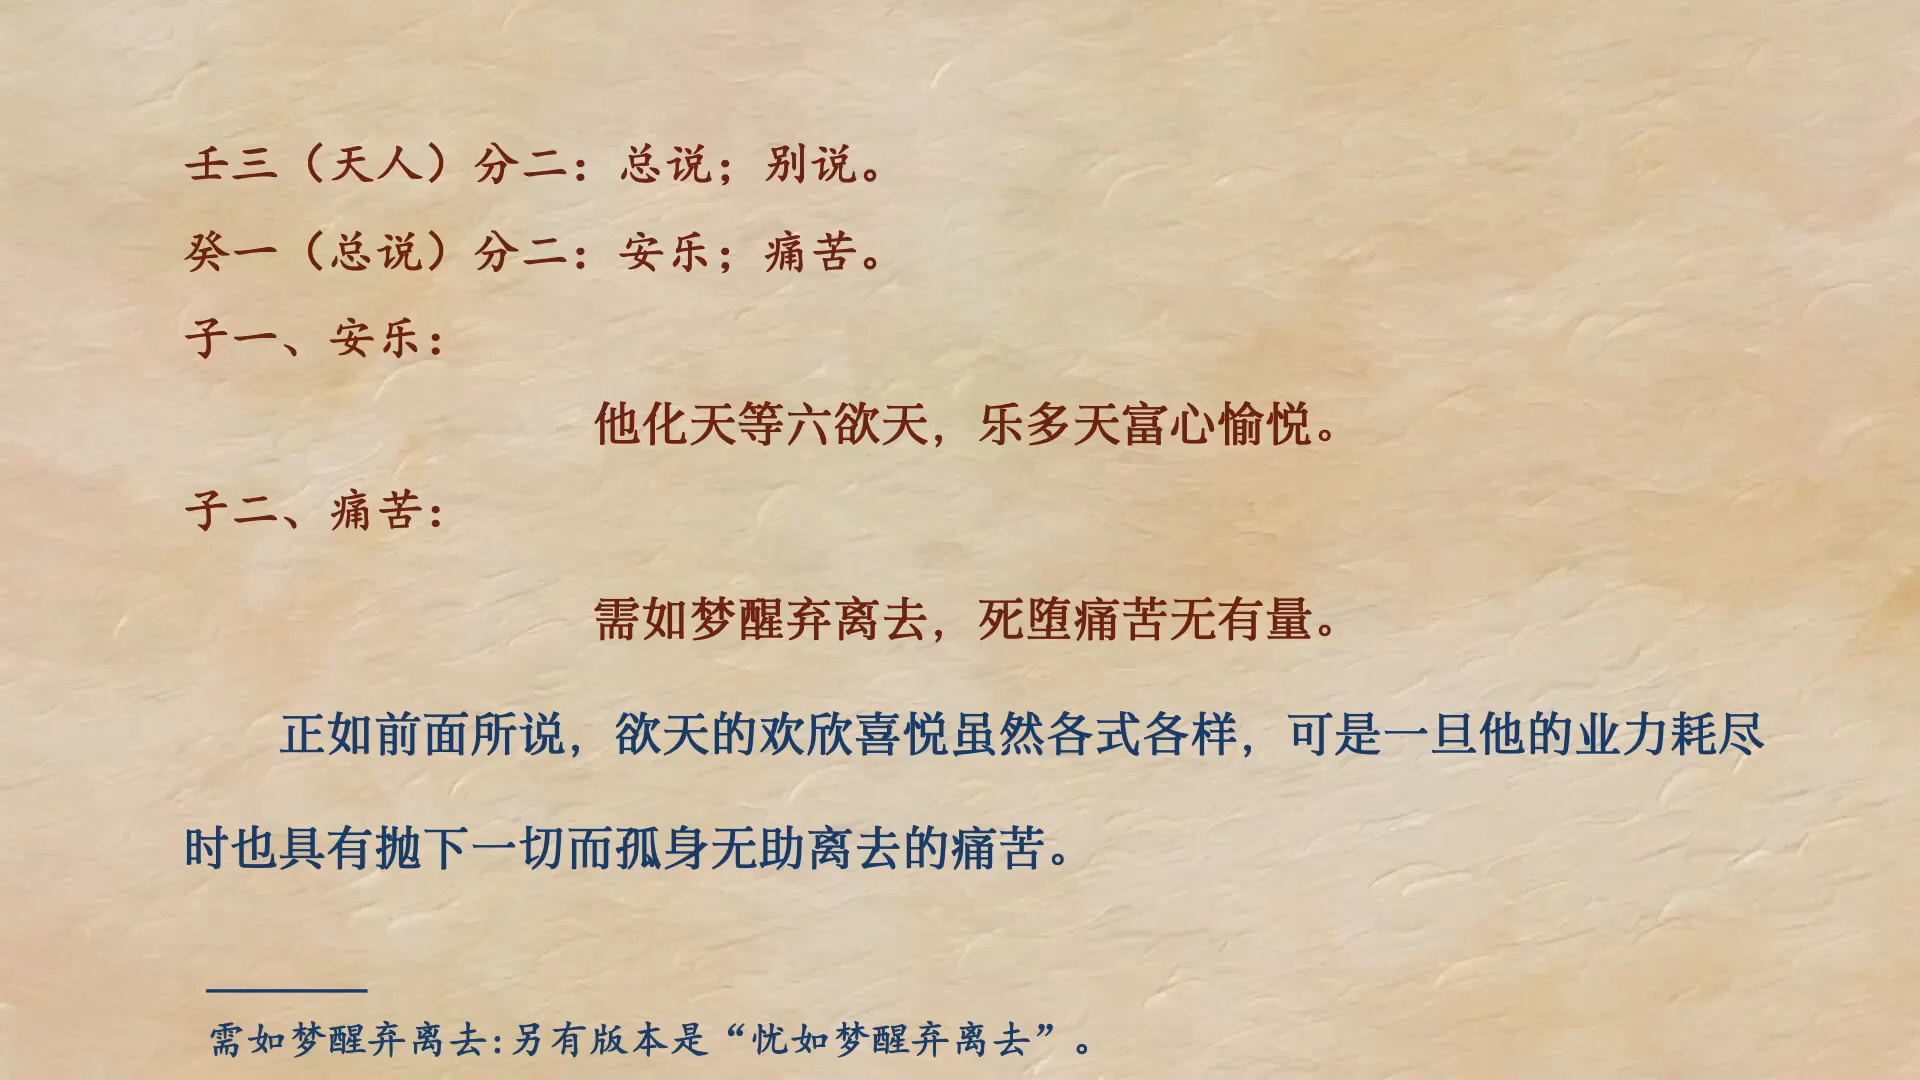 壬三（天人）分二：总说；别说。
癸一（总说）分二：安乐；痛苦。
子一、安乐：
他化天等六欲天，乐多天富心愉悦。
子二、痛苦：
需如梦醒弃离去，死堕痛苦无有量。
正如前面所说，欲天的欢欣喜悦虽然各式各样，可是一旦他的业力耗尽
时也具有抛下一切而孤身无助离去的痛苦。
需如梦醒弃离去：另有版本是“忧如梦醒弃离去”。